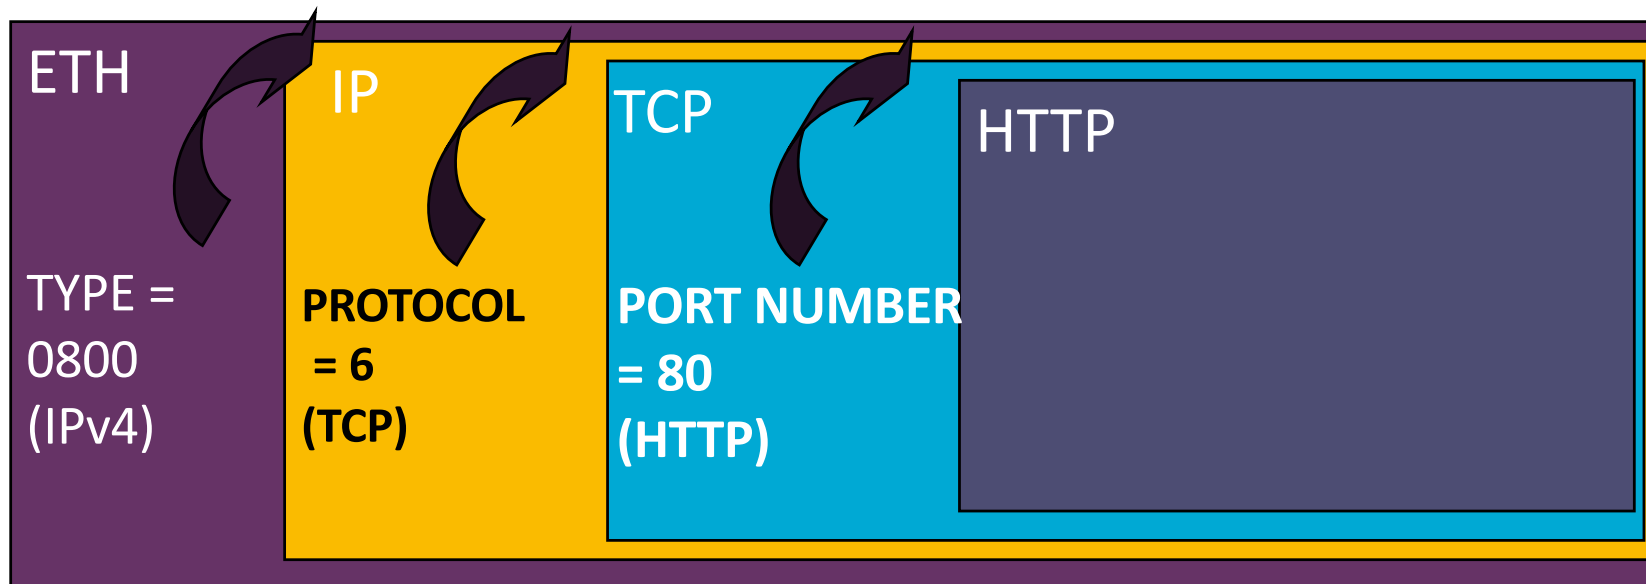 ETH
TYPE =
0800
(IPv4)
IP
PROTOCOL
= 6
(TCP)
TCP
PORT NUMBER
= 80
(HTTP)
HTTP